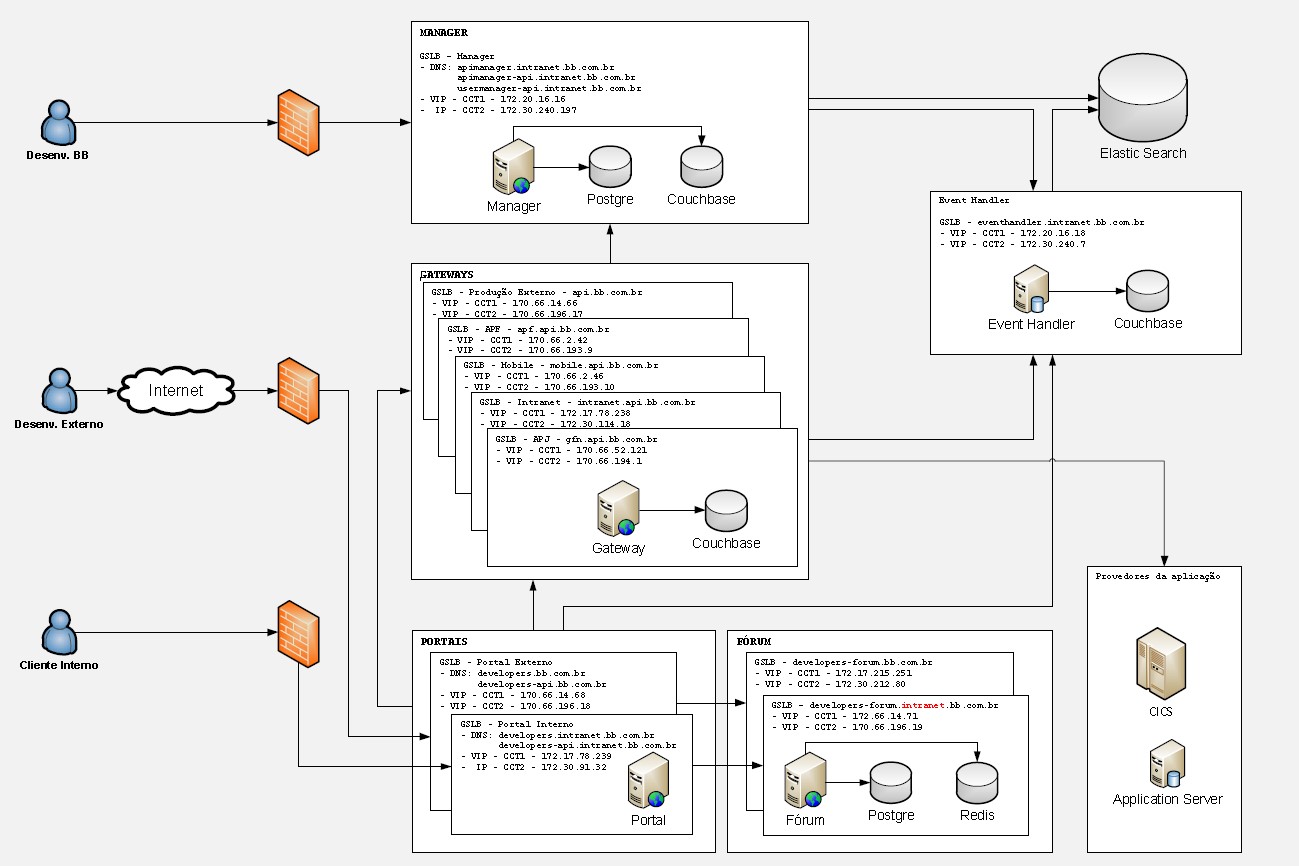 MANAGER
GSLB - Manager
- DNS: apimanager.intranet.bb.com.br
apimanager-api.intranet.bb.com.br
usermanager-api.intranet.bb.com.br
- VIP - CCT1 - 172.20.16.16
- IP - CCT2 - 172.30.240.197
Manager
Postgre
Couchbase
Desenv. BB
Elastic Search
Event Handler
GSLB - eventhandler.intranet.bb.com.br
- VIP - CCT1 - 172.20.16.18
- VIP - CCT2 - 172.30.240.7
Event Handler
Couchbase
GATEWAYS
GSLB - Produção Externo - api.bb.com.br
- VIP - CCT1 - 170.66.14.66
- VIP - CCT2 - 170.66.196.17
GSLB - APF - apf.api.bb.com.br
- VIP - CCT1 - 170.66.2.42
- VIP - CCT2 - 170.66.193.9
GSLB - Mobile - mobile.api.bb.com.br
- VIP - CCT1 - 170.66.2.46
- VIP - CCT2 - 170.66.193.10
GSLB - Intranet - intranet.api.bb.com.br
- VIP - CCT1 - 172.17.78.238
- VIP - CCT2 - 172.30.114.18
GSLB - APJ - gfn.api.bb.com.br
- VIP - CCT1 - 170.66.52.121
- VIP - CCT2 - 170.66.194.1
Gateway
Couchbase
Internet
Desenv. Externo
Cliente Interno
PORTAIS
GSLB - Portal Externo
- DNS: developers.bb.com.br
developers-api.bb.com.br
- VIP - CCT1 - 170.66.14.68
- VIP - CCT2 - 170.66.196.18
GSLB - Portal Interno
- DNS: developers.intranet.bb.com.br
developers-api.intranet.bb.com.br
- VIP - CCT1 - 172.17.78.239
- IP - CCT2 - 172.30.91.32
Portal
FÓRUM
GSLB - developers-forum.bb.com.br
- VIP - CCT1 - 172.17.215.251
- VIP - CCT2 - 172.30.212.80
GSLB - developers-forum.intranet.bb.com.br
- VIP - CCT1 - 172.66.14.71
- VIP - CCT2 - 170.66.196.19
Fórum
Postgre
Redis
Provedores da aplicação
CICS
Application Server